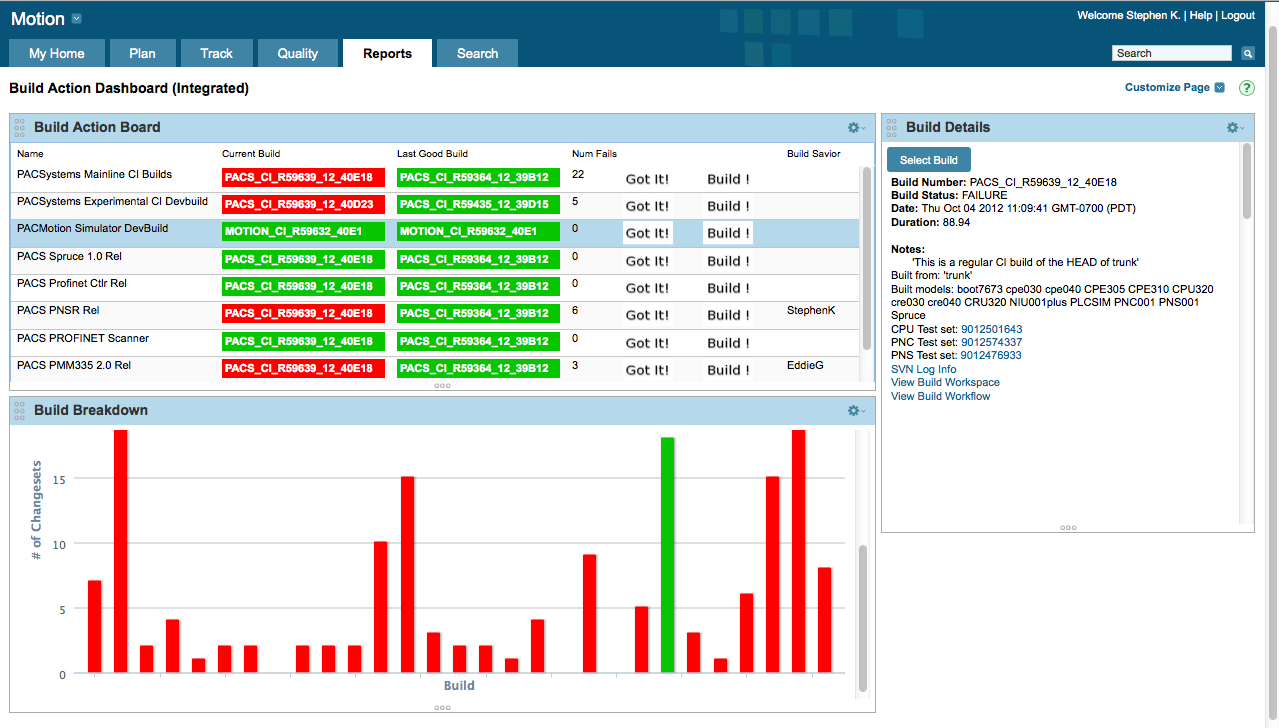 Motion
Welcome Stephen K. | Help | Logout
My Home Plan Track Quality Reports Search
Search
Build Action Dashboard (Integrated)
Customize Page
?
Build Action Board
Name Current Build Last Good Build Num Fails Build Savior
PACSystems Mainline CI Builds PACS_CI_R59639_12_40E18 PACS_CI_R59364_12_39B12 22 Got It! Build !
PACSystems Experimental CI Devbuild PACS_CI_R59639_12_40D23 PACS_CI_R59435_12_39D15 5 Got It! Build !
PACMotion Simulator DevBuild MOTION_CI_R59632_40E1 MOTION_CI_R59632_40E1 0 Got It! Build !
PACS Spruce 1.0 Rel PACS_CI_R59639_12_40E18 PACS_CI_R59364_12_39B12 0 Got It! Build !
PACS Profinet Ctlr Rel PACS_CI_R59639_12_40E18 PACS_CI_R59364_12_39B12 0 Got It! Build !
PACS PNSR Rel PACS_CI_R59639_12_40E18 PACS_CI_R59364_12_39B12 6 Got It! Build ! StephenK
PACS PROFINET Scanner PACS_CI_R59639_12_40E18 PACS_CI_R59364_12_39B12 0 Got It! Build !
PACS PMM335 2.0 Rel PACS_CI_R59639_12_40E18 PACS_CI_R59364_12_39B12 3 Got It! Build ! EddieG
Build Details
Select Build
Build Number: PACS_CI_R59639_12_40E18
Build Status: FAILURE
Date: Thu Oct 04 2012 11:09:41 GMT-0700 (PDT)
Duration: 88.94
Notes:
'This is a regular CI build of the HEAD of trunk'
Built from: 'trunk'
Built models: boot7673 cpe030 cpe040 CPE305 CPE310 CPU320
cre030 cre040 CRU320 NIU001plus PLCSIM PNC001 PNS001
Spruce
CPU Test set: 9012501643
PNC Test set: 9012574337
PNS Test set: 9012476933
SVN Log Info
View Build Workspace
View Build Workflow
Build Breakdown
# of Changesets
15
10
5
0
Build